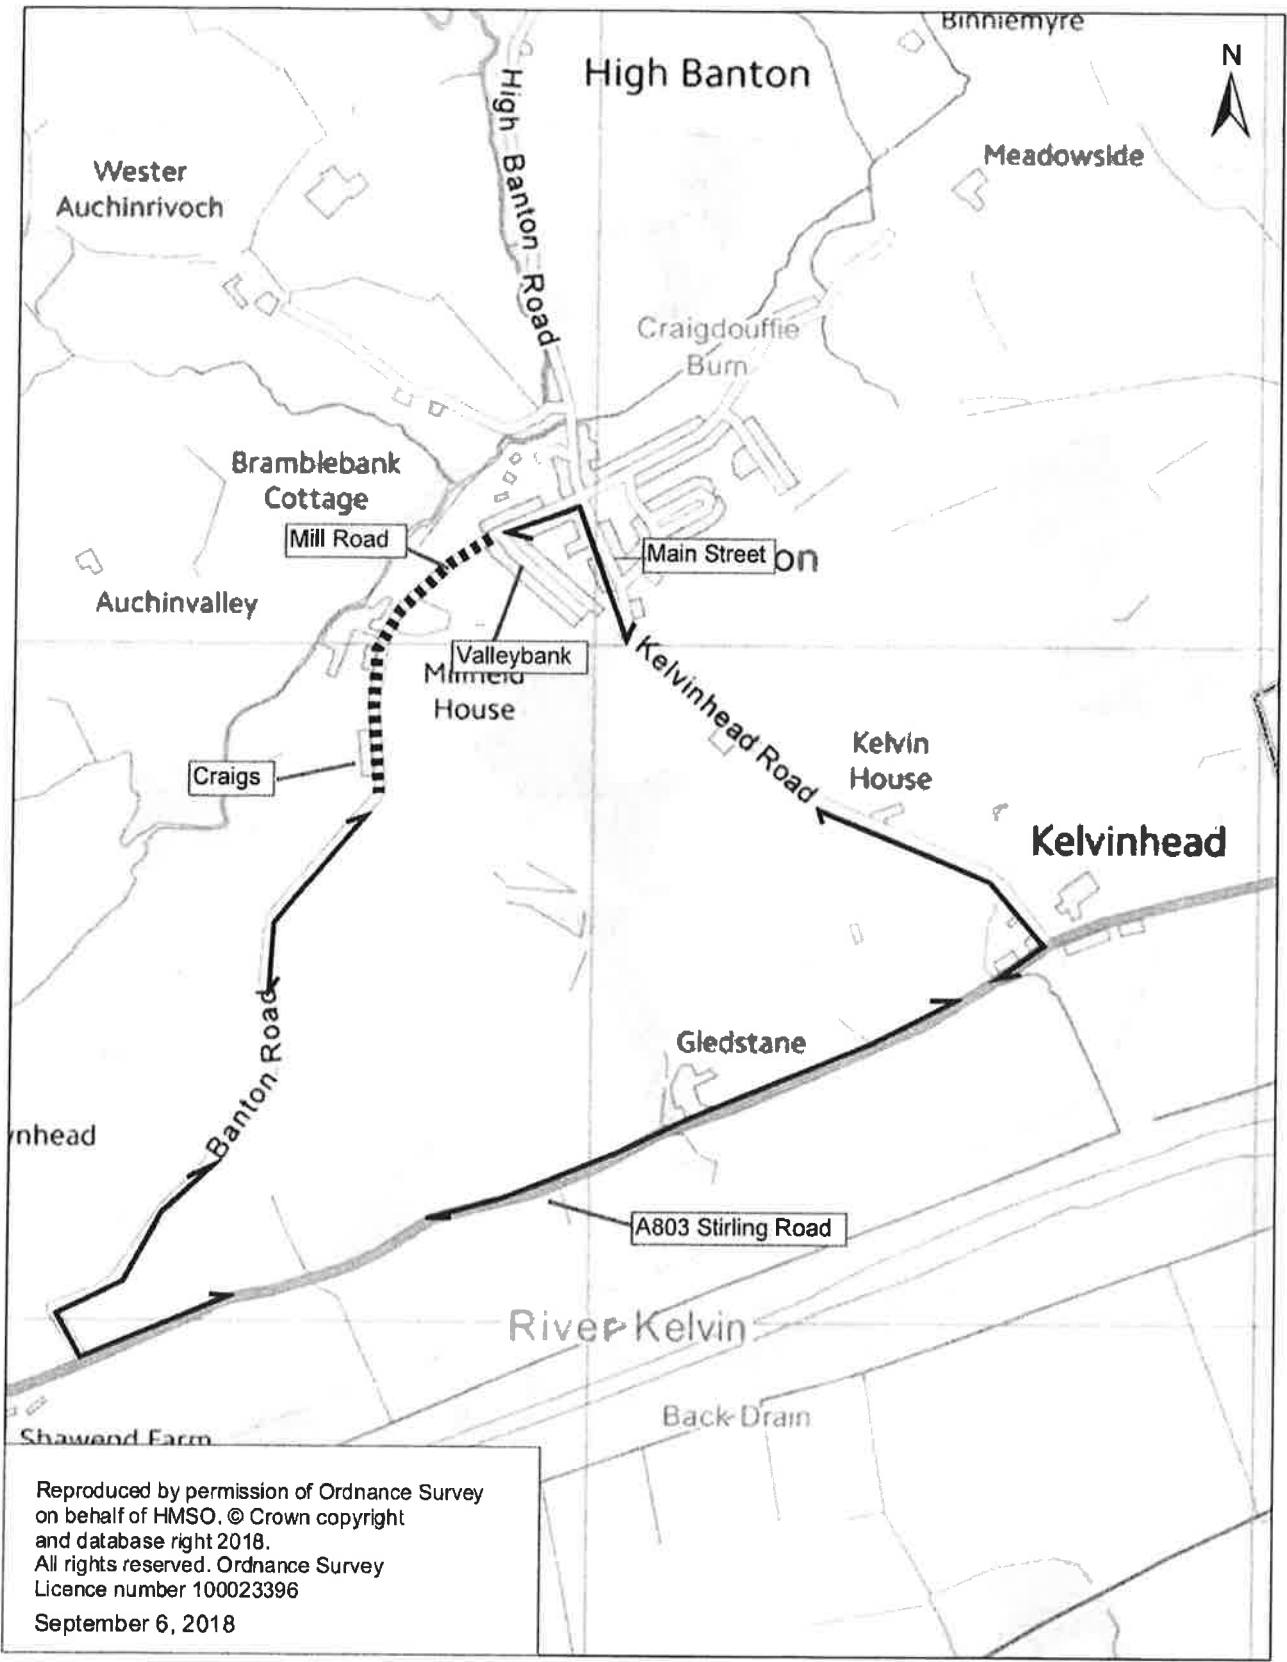 Binniemyre
N
High Banton
High Banton Road
Meadowside
Wester
Auchinrivoch
Craigdouffie
Burn
Bramblebank
Cottage
Mill Road
Main Street
on
Auchinvalley
Valleybank
House
Kelvinhead Road
Kelvin
House
Craigs
Kelvinhead
Banton Road
Gledstane
nhead
A803 Stirling Road
River Kelvin
Back Drain
Shawend Farm
Reproduced by permission of Ordnance Survey
on behalf of HMSO. © Crown copyright
and database right 2018.
All rights reserved. Ordnance Survey
Licence number 100023396
September 6, 2018